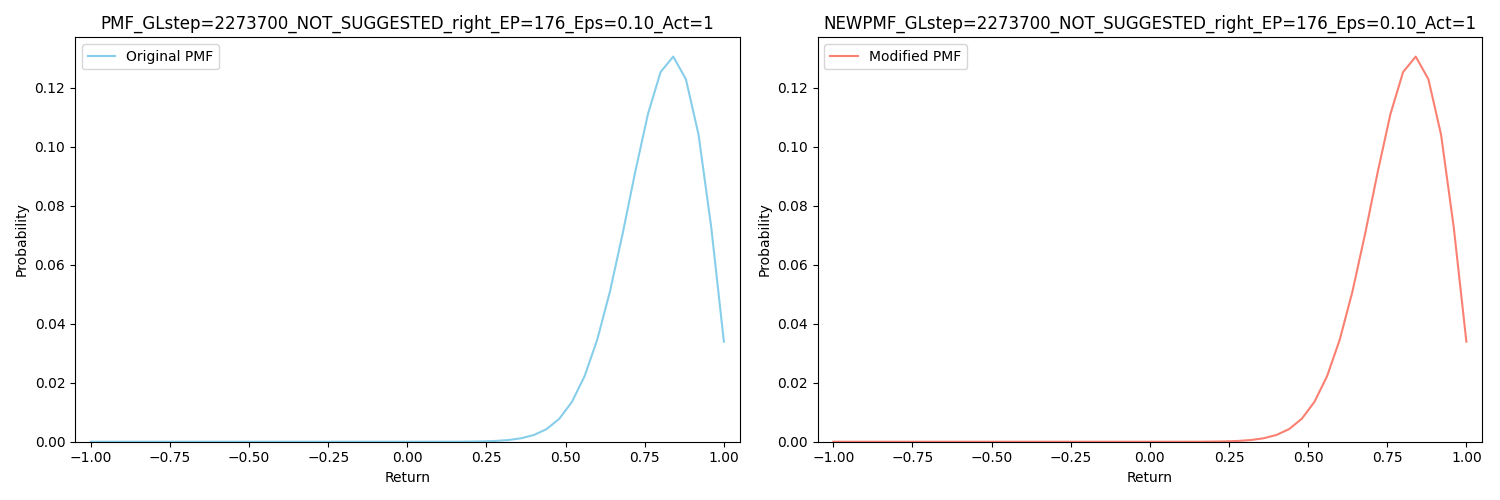 PMF_GLstep=2273700_NOT_SUGGESTED_right_EP=176_Eps=0.10_Act=1
Original PMF
Probability
0.12
0.10
0.08
0.06
0.04
0.02
0.00
−1.00 −0.75 −0.50 −0.25 0.00 0.25 0.50 0.75 1.00
Return
NEWPMF_GLstep=2273700_NOT_SUGGESTED_right_EP=176_Eps=0.10_Act=1
Modified PMF
Probability
0.12
0.10
0.08
0.06
0.04
0.02
0.00
−1.00 −0.75 −0.50 −0.25 0.00 0.25 0.50 0.75 1.00
Return